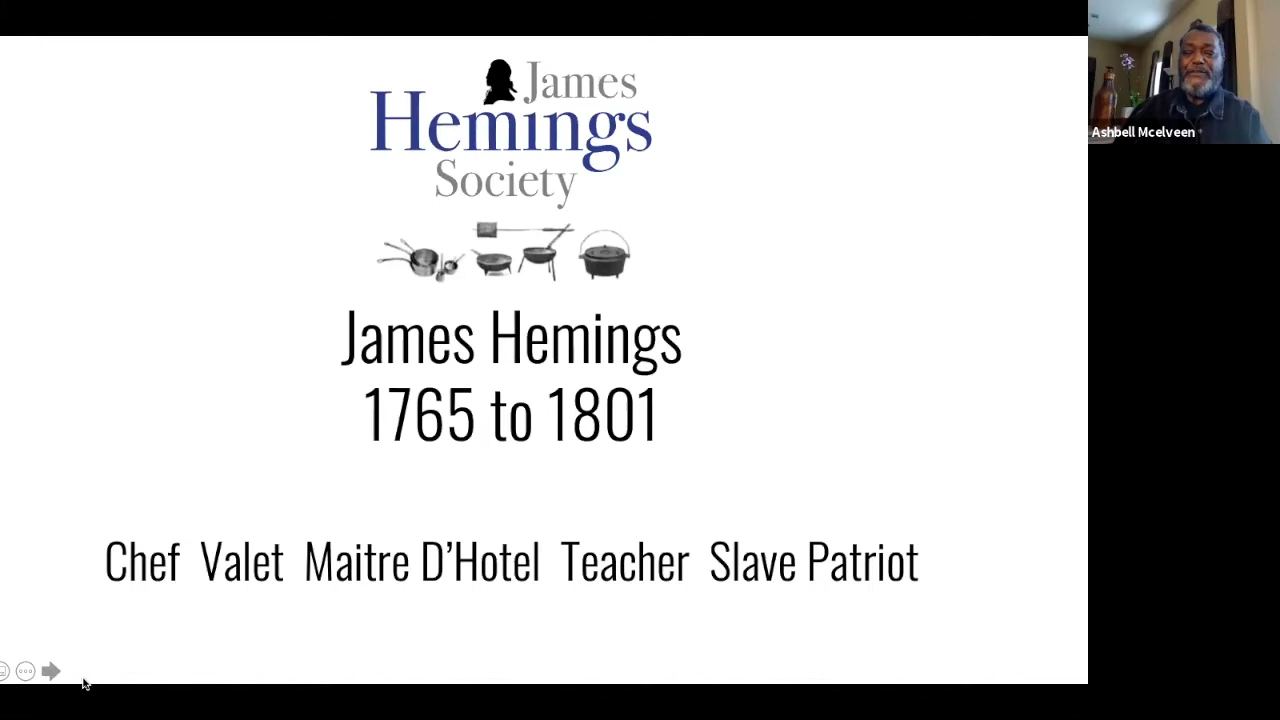 James
Hemings
Society
James Hemings
1765 to 1801
Chef Valet Maitre D’Hotel Teacher Slave Patriot
Ashbell Mcelveen